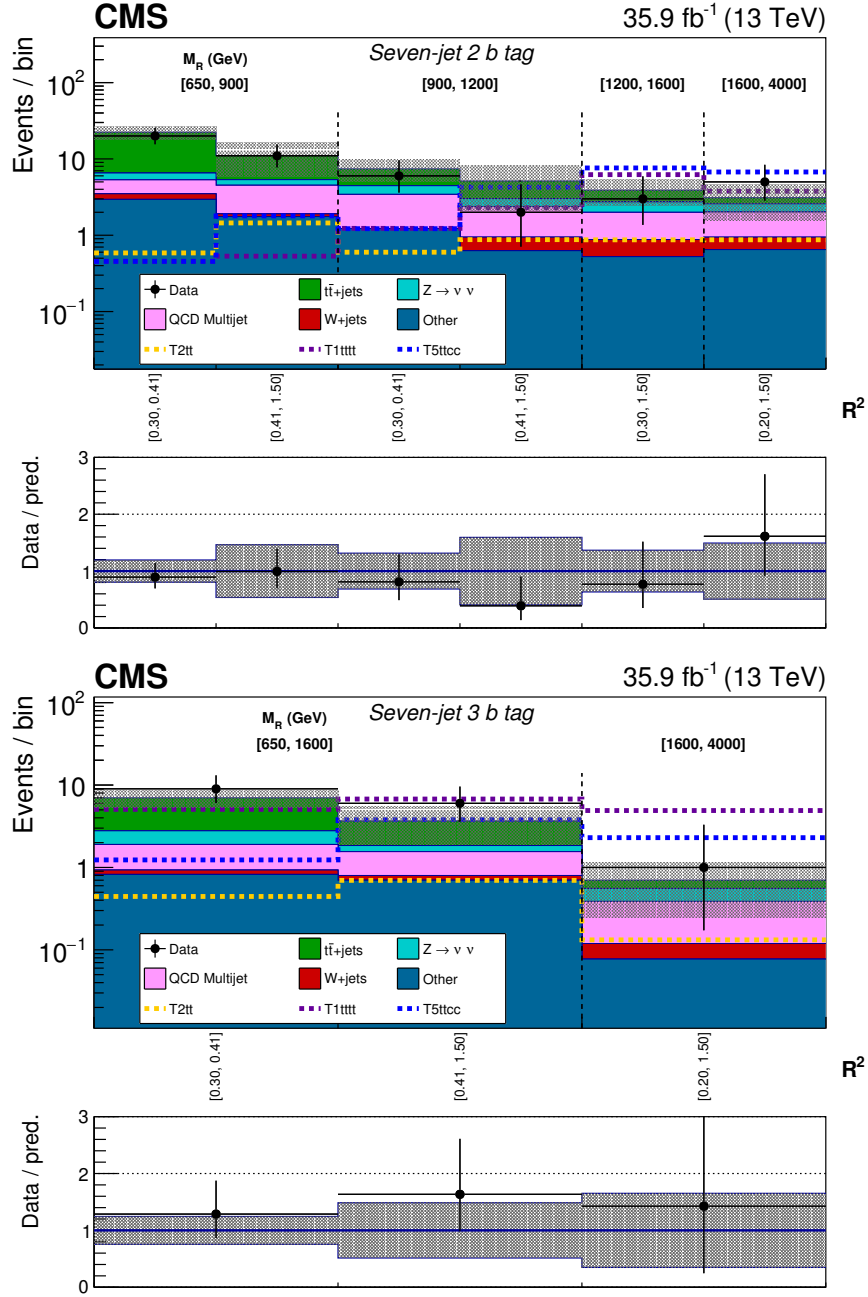 CMS 35.9 fb⁻¹ (13 TeV)
Seven-jet 2 b tag
M_R (GeV)
[650, 900] [900, 1200] [1200, 1600] [1600, 4000]
Events / bin
10²
10
1
10⁻¹
Data tt̄+jets Z → ν ν
QCD Multijet W+jets Other
T2tt T1tttt T5ttcc
[0.30, 0.41] [0.41, 1.50] [0.30, 0.41] [0.41, 1.50] [0.30, 1.50] [0.20, 1.50]
R²
Data / pred.
3
2
1
0
CMS 35.9 fb⁻¹ (13 TeV)
Seven-jet 3 b tag
M_R (GeV)
[650, 1600] [1600, 4000]
Events / bin
10²
10
1
10⁻¹
Data tt̄+jets Z → ν ν
QCD Multijet W+jets Other
T2tt T1tttt T5ttcc
[0.30, 0.41] [0.41, 1.50] [0.20, 1.50]
R²
Data / pred.
3
2
1
0